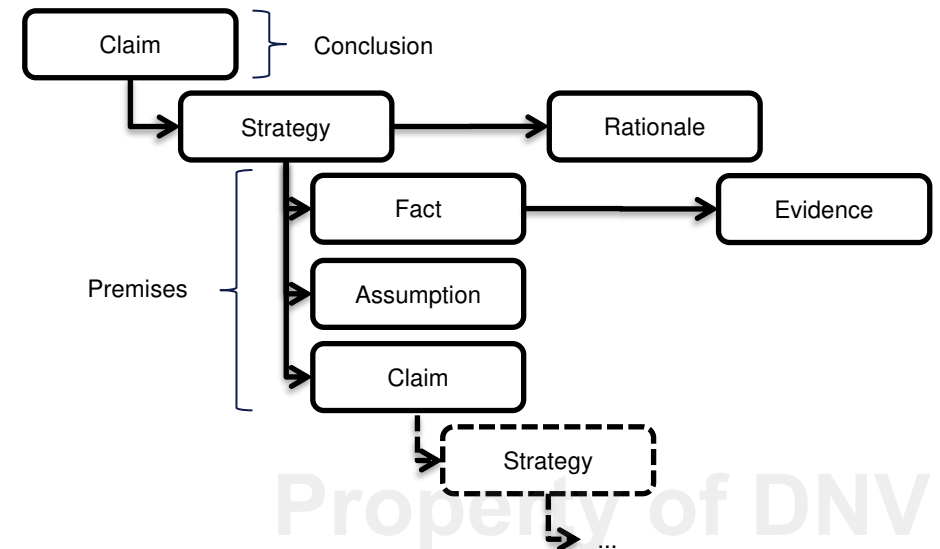 Claim
Conclusion
Strategy
Rationale
Fact
Evidence
Premises
Assumption
Claim
Strategy
Property of DNV
...